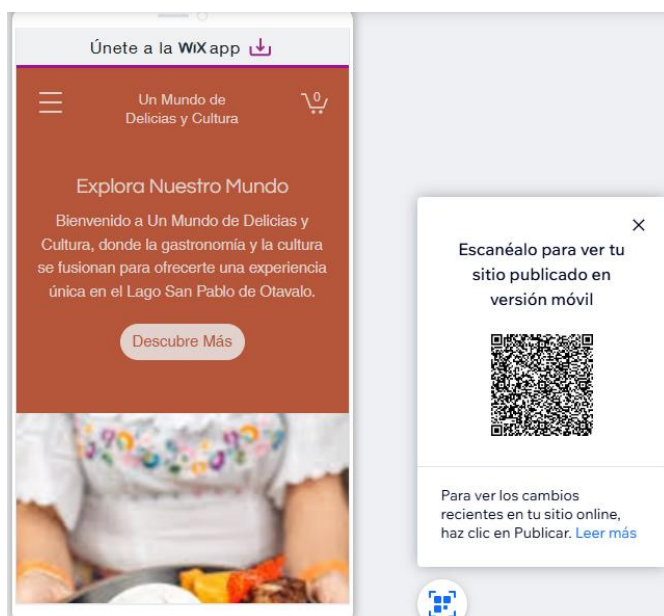 Únete a la WiX app
Un Mundo de
Delicias y Cultura
0
Explora Nuestro Mundo
Bienvenido a Un Mundo de Delicias y
Cultura, donde la gastronomía y la cultura
se fusionan para ofrecerte una experiencia
única en el Lago San Pablo de Otavalo.
Descubre Más
Escanéalo para ver tu
sitio publicado en
versión móvil
Para ver los cambios
recientes en tu sitio online,
haz clic en Publicar. Leer más